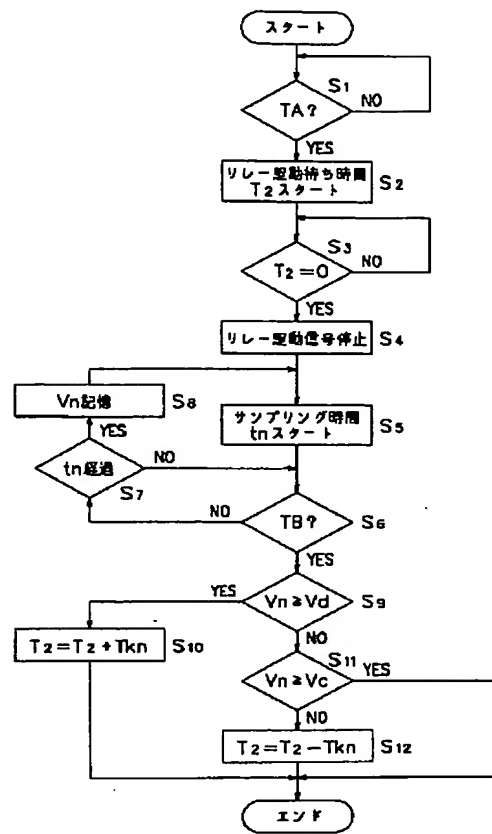 スタート
S1
TA?
NO
YES
リレー駆動待ち時間
T2スタート
S2
S3
T2=0
NO
YES
リレー駆動信号停止
S4
Vn記憶
S8
サンプリング時間
tnスタート
S5
YES
tn経過
NO
S7
NO
TB?
S6
YES
YES
Vn≧Vd
S9
NO
T2=T2+Tkn
S10
S11
Vn≧Vc
YES
NO
T2=T2-Tkn
S12
エンド